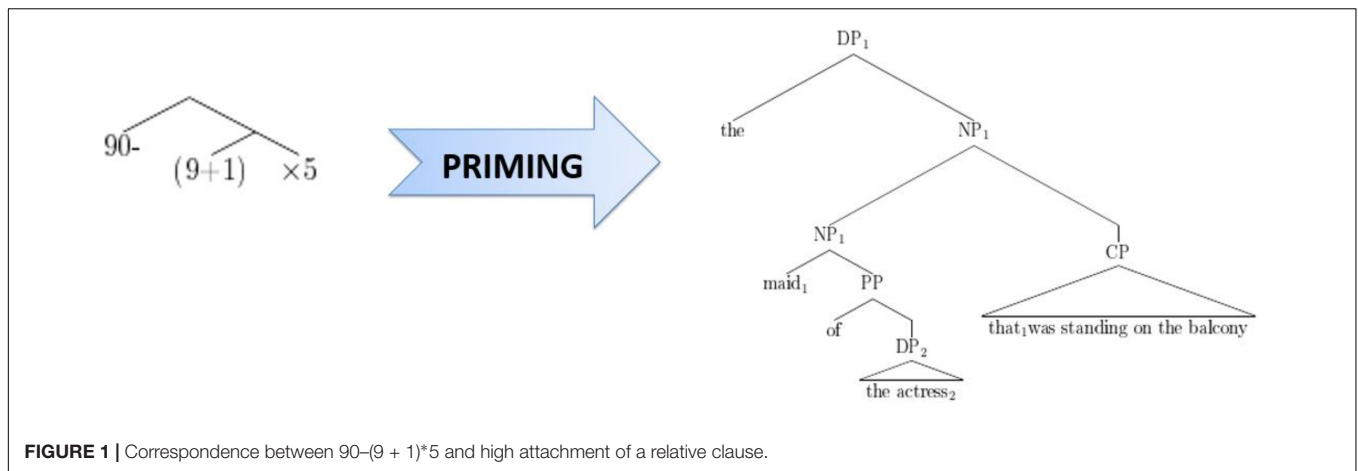 DP₁
the
NP₁
90-
(9+1) ×5
PRIMING
NP₁
CP
maid₁ PP
that₁was standing on the balcony
of
DP₂
the actress₂
FIGURE 1 | Correspondence between 90–(9 + 1)*5 and high attachment of a relative clause.